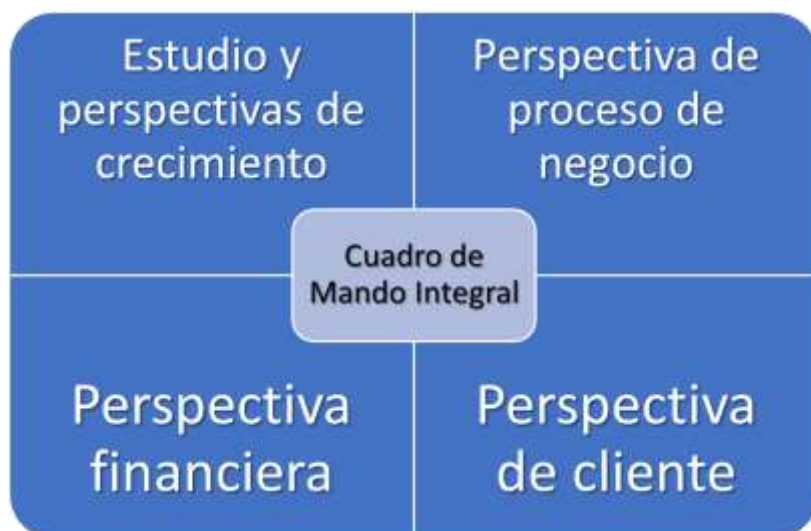 Estudio y
perspectivas de
crecimiento
Perspectiva de
proceso de
negocio
Cuadro de
Mando Integral
Perspectiva
financiera
Perspectiva
de cliente